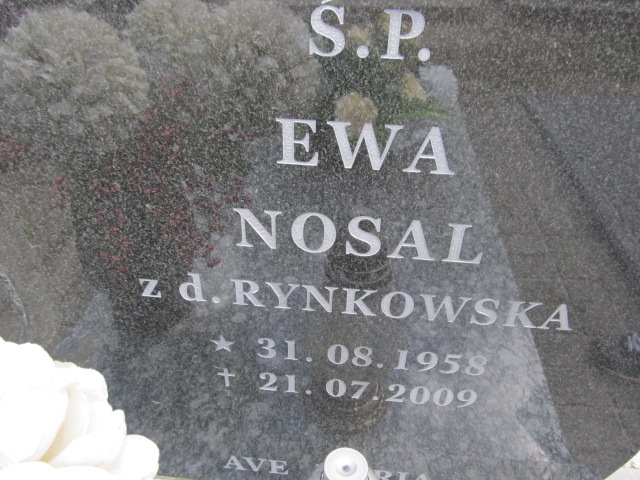 Ś.P.
EWA
NOSAL
z d. RYNKOWSKA
★ 31.08.1958
✝ 21.07.2009
AVE